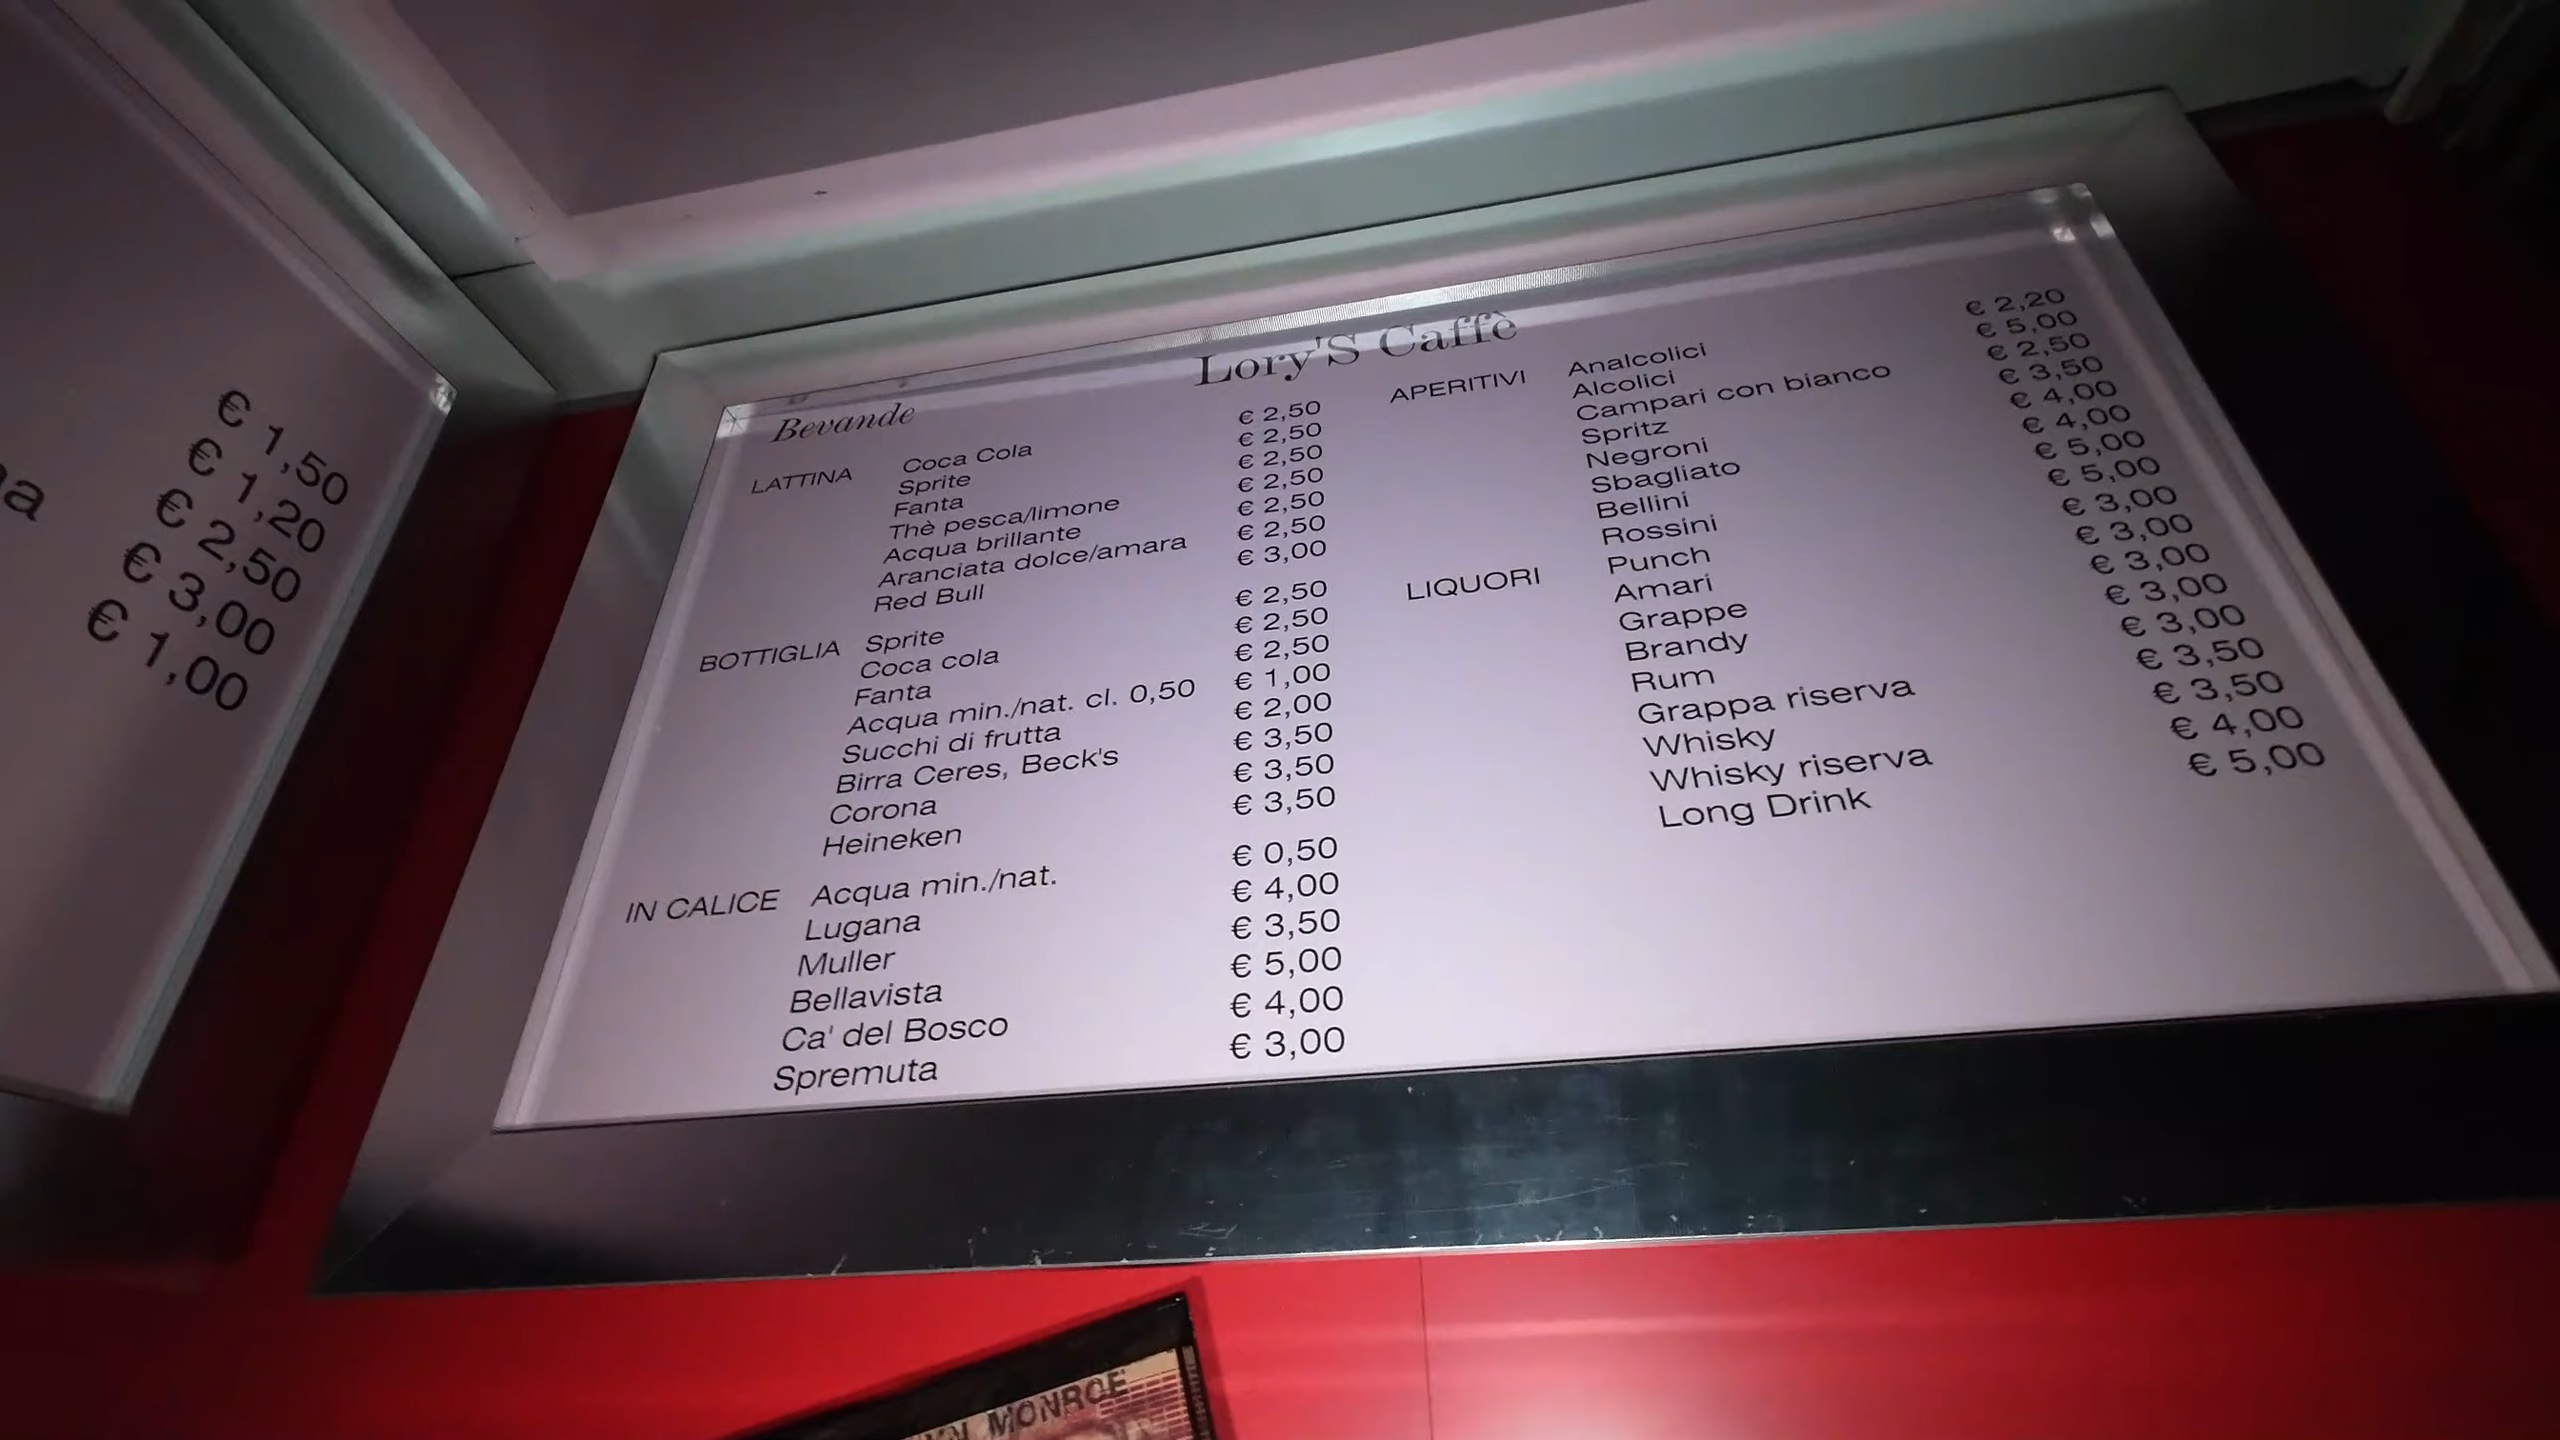 a
€ 1,50
€ 1,20
€ 2,50
€ 3,00
€ 1,00
Lory'S Caffè
Bevande
LATTINA Coca Cola € 2,50
Sprite € 2,50
Fanta € 2,50
Thè pesca/limone € 2,50
Acqua brillante € 2,50
Aranciata dolce/amara € 2,50
Red Bull € 3,00
BOTTIGLIA Sprite € 2,50
Coca cola € 2,50
Fanta € 2,50
Acqua min./nat. cl. 0,50 € 1,00
Succhi di frutta € 2,00
Birra Ceres, Beck's € 3,50
Corona € 3,50
Heineken € 3,50
IN CALICE Acqua min./nat. € 0,50
Lugana € 4,00
Muller € 3,50
Bellavista € 5,00
Ca' del Bosco € 4,00
Spremuta € 3,00
APERITIVI Analcolici € 2,20
Alcolici € 5,00
Campari con bianco € 2,50
Spritz € 3,50
Negroni € 4,00
Sbagliato € 4,00
Bellini € 5,00
Rossini € 5,00
LIQUORI Punch € 3,00
Amari € 3,00
Grappe € 3,00
Brandy € 3,00
Rum € 3,00
Grappa riserva € 3,50
Whisky € 3,50
Whisky riserva € 4,00
Long Drink € 5,00
MONROE